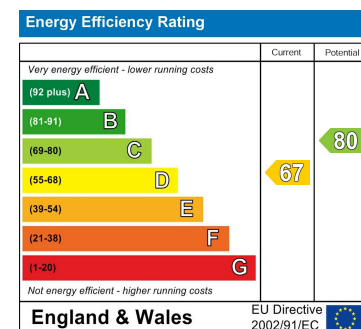 Energy Efficiency Rating
Current Potential
Very energy efficient - lower running costs
(92 plus) A
(81-91) B
(69-80) C
80
(55-68) D
67
(39-54) E
(21-38) F
(1-20) G
Not energy efficient - higher running costs
England & Wales
EU Directive
2002/91/EC